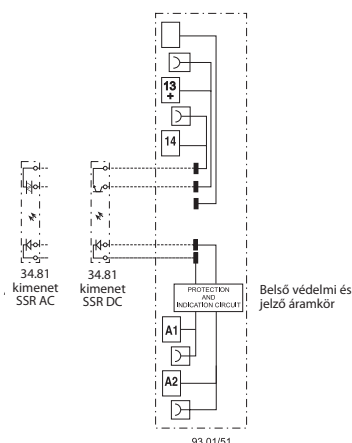 13
+
14
34.81
kimenet
SSR AC
34.81
kimenet
SSR DC
PROTECTION
AND
INDICATION CIRCUIT
Belső védelmi és
jelző áramkör
A1
A2
93.01/51